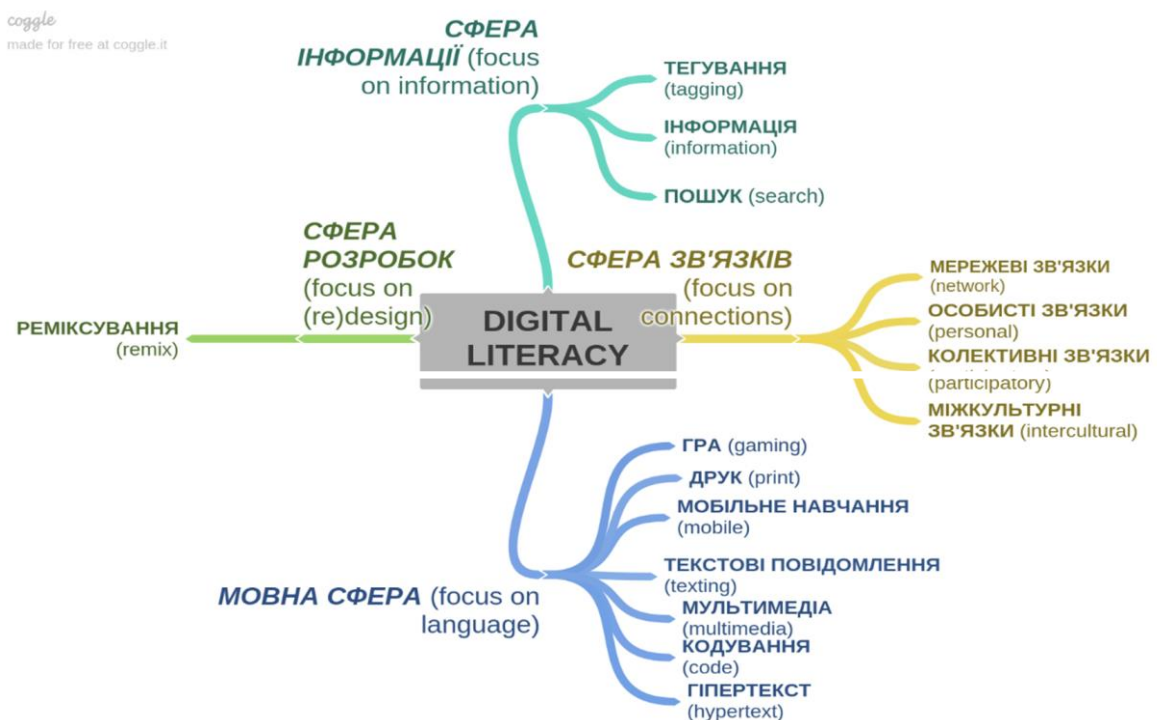 coggle
made for free at coggle.it
СФЕРА
ІНФОРМАЦІЇ (focus
on information)
ТЕГУВАННЯ
(tagging)
ІНФОРМАЦІЯ
(information)
ПОШУК (search)
СФЕРА
РОЗРОБОК
(focus on
(re)design)
РЕМІКСУВАННЯ
(remix)
DIGITAL
LITERACY
СФЕРА ЗВ'ЯЗКІВ
(focus on
connections)
МЕРЕЖЕВІ ЗВ'ЯЗКИ
(network)
ОСОБИСТІ ЗВ'ЯЗКИ
(personal)
КОЛЕКТИВНІ ЗВ'ЯЗКИ
(participatory)
МІЖКУЛЬТУРНІ
ЗВ'ЯЗКИ (intercultural)
МОВНА СФЕРА (focus on
language)
ГРА (gaming)
ДРУК (print)
МОБІЛЬНЕ НАВЧАННЯ
(mobile)
ТЕКСТОВІ ПОВІДОМЛЕННЯ
(texting)
МУЛЬТИМЕДІА
(multimedia)
КОДУВАННЯ
(code)
ГІПЕРТЕКСТ
(hypertext)